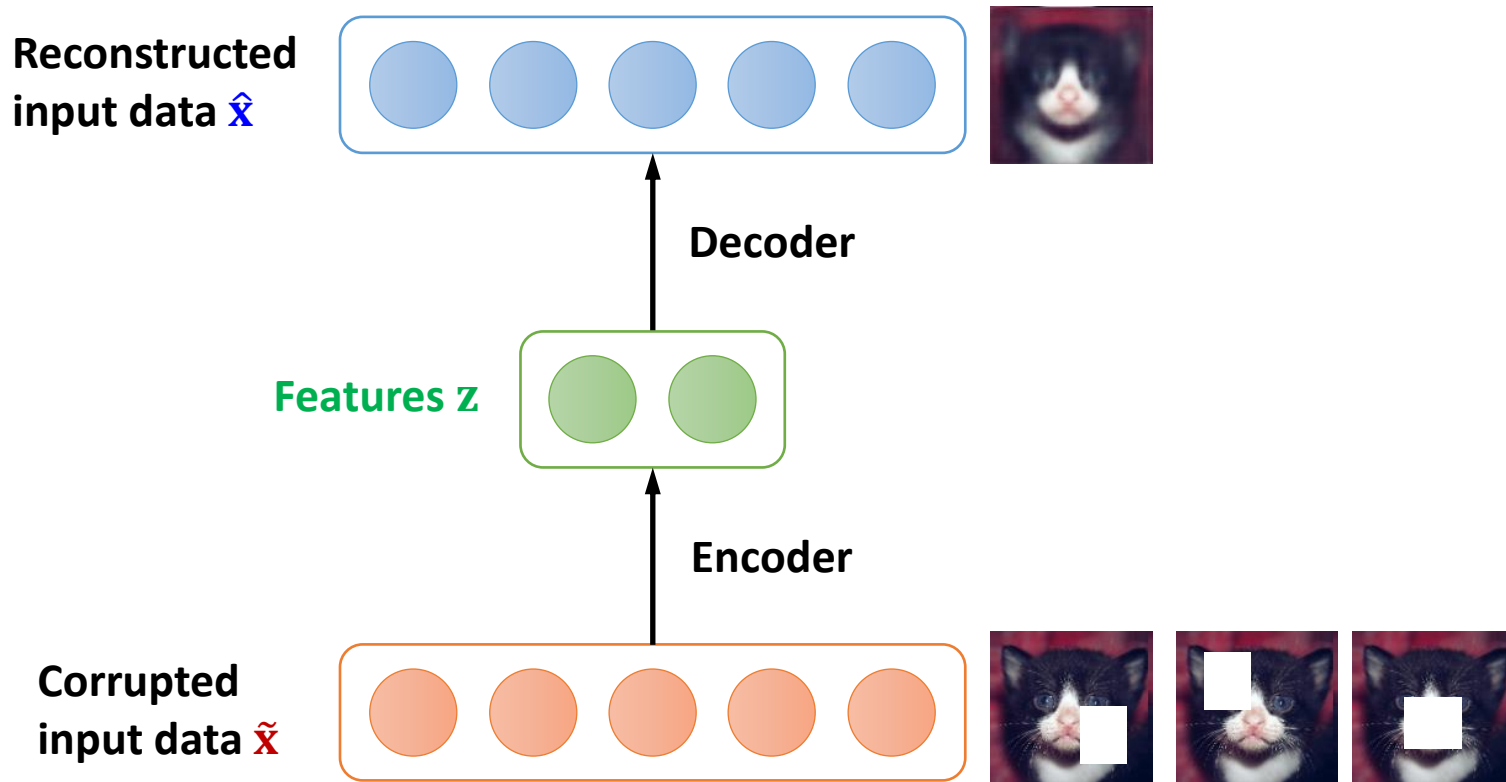 Reconstructed
input data x̂
Decoder
Features z
Encoder
Corrupted
input data x̃